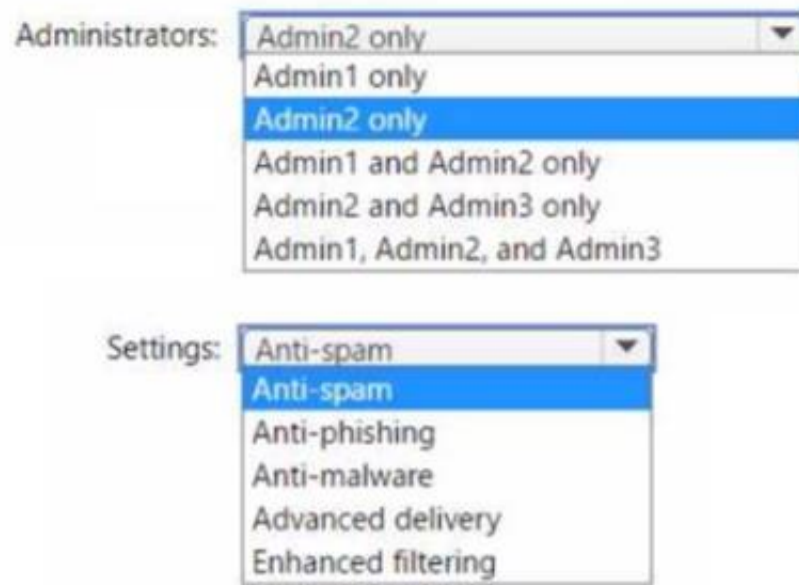 Administrators: Admin2 only
Admin1 only
Admin2 only
Admin1 and Admin2 only
Admin2 and Admin3 only
Admin1, Admin2, and Admin3
Settings: Anti-spam
Anti-spam
Anti-phishing
Anti-malware
Advanced delivery
Enhanced filtering